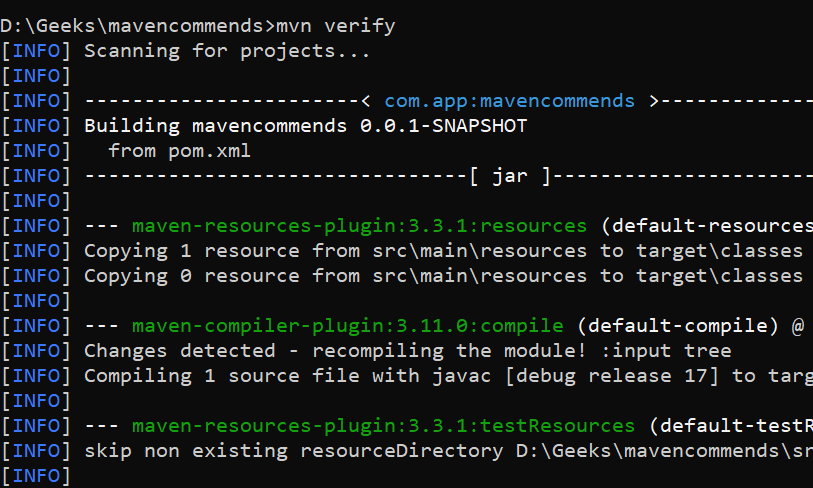 D:\Geeks\mavencommends>mvn verify
[INFO] Scanning for projects...
[INFO]
[INFO] -----------------------< com.app:mavencommends >-------------
[INFO] Building mavencommends 0.0.1-SNAPSHOT
[INFO]   from pom.xml
[INFO] --------------------------------[ jar ]----------------------
[INFO]
[INFO] --- maven-resources-plugin:3.3.1:resources (default-resources
[INFO] Copying 1 resource from src\main\resources to target\classes
[INFO] Copying 0 resource from src\main\resources to target\classes
[INFO]
[INFO] --- maven-compiler-plugin:3.11.0:compile (default-compile) @
[INFO] Changes detected - recompiling the module! :input tree
[INFO] Compiling 1 source file with javac [debug release 17] to targ
[INFO]
[INFO] --- maven-resources-plugin:3.3.1:testResources (default-testR
[INFO] skip non existing resourceDirectory D:\Geeks\mavencommends\sr
[INFO]